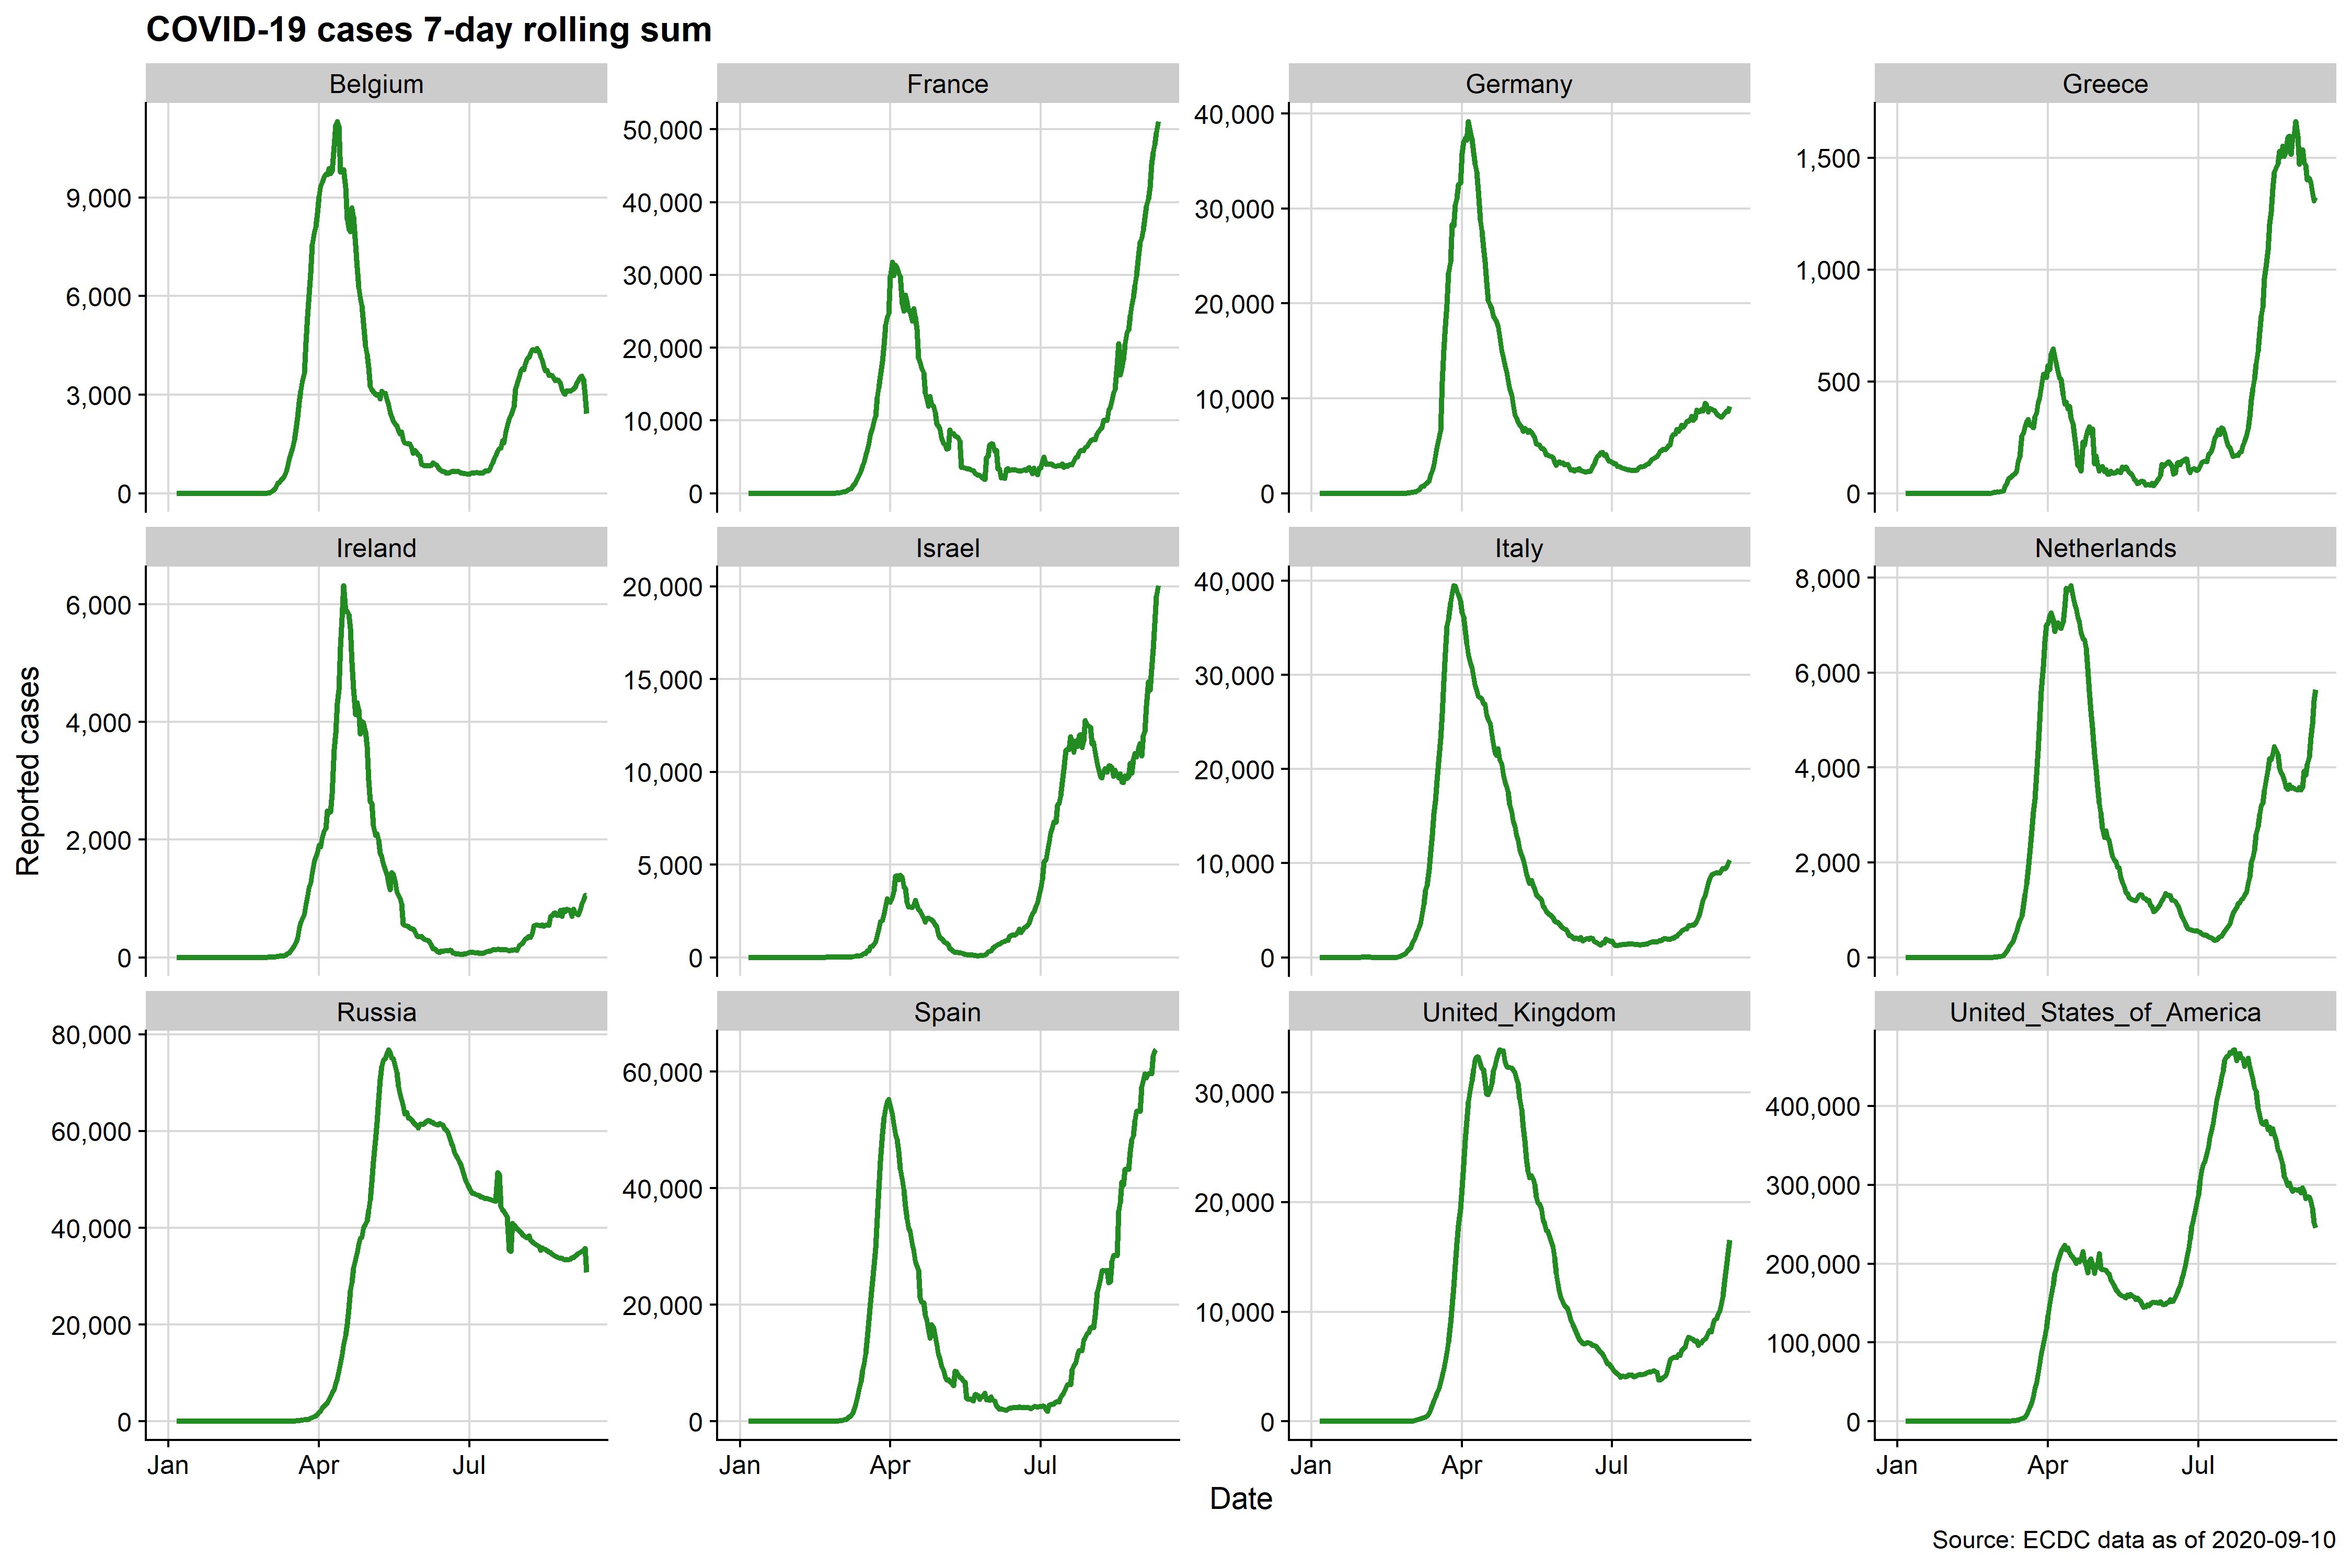 COVID-19 cases 7-day rolling sum
Belgium
France
Germany
Greece
9,000
6,000
3,000
0
50,000
40,000
30,000
20,000
10,000
0
40,000
30,000
20,000
10,000
0
1,500
1,000
500
0
Ireland
Israel
Italy
Netherlands
6,000
4,000
2,000
0
20,000
15,000
10,000
5,000
0
40,000
30,000
20,000
10,000
0
8,000
6,000
4,000
2,000
0
Reported cases
Russia
Spain
United_Kingdom
United_States_of_America
80,000
60,000
40,000
20,000
0
60,000
40,000
20,000
0
30,000
20,000
10,000
0
400,000
300,000
200,000
100,000
0
Jan Apr Jul
Jan Apr Jul
Jan Apr Jul
Jan Apr Jul
Date
Source: ECDC data as of 2020-09-10